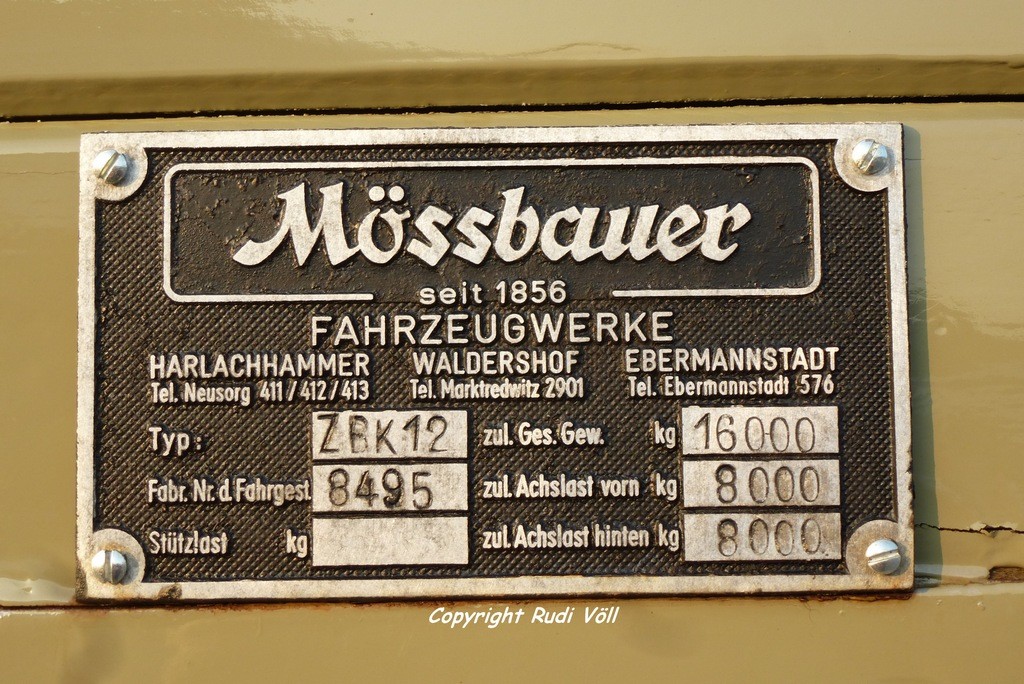 Mössbauer
seit 1856
FAHRZEUGWERKE
HARLACHHAMMER WALDERSHOF EBERMANNSTADT
Tel. Neusorg 411/412/413 Tel. Marktredwitz 2901 Tel. Ebermannstadt 576
Typ: ZBK12 zul. Ges. Gew. kg 16000
Fabr. Nr. d. Fahrgest. 8495 zul. Achslast vorn kg 8000
Stützlast kg zul. Achslast hinten kg 8000
Copyright Rudi Völl